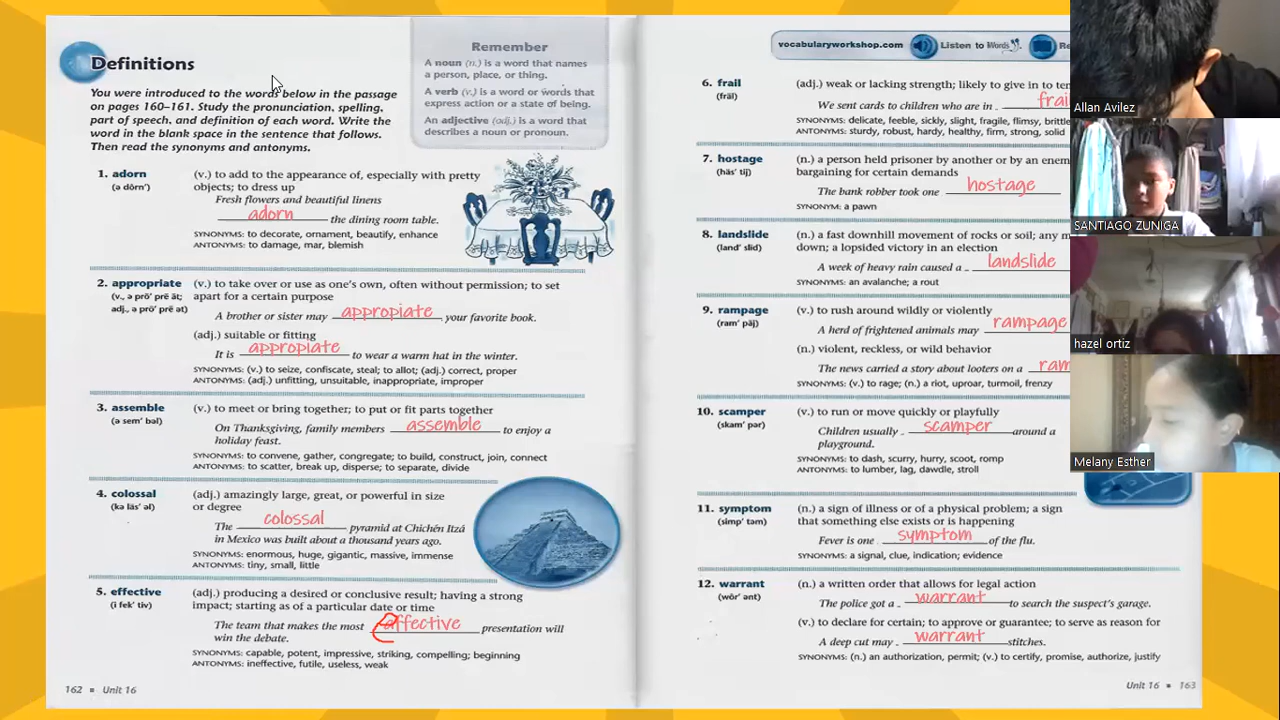 Definitions
You were introduced to the words below in the passage
on pages 160–161. Study the pronunciation, spelling,
part of speech, and definition of each word. Write the
word in the blank space in the sentence that follows.
Then read the synonyms and antonyms.
Remember
A noun (n.) is a word that names
a person, place, or thing.
A verb (v.) is a word or words that
express action or a state of being.
An adjective (adj.) is a word that
describes a noun or pronoun.
1. adorn
(ə dôrn')
(v.) to add to the appearance of, especially with pretty
objects; to dress up
Fresh flowers and beautiful linens
adorn the dining room table.
SYNONYMS: to decorate, ornament, beautify, enhance
ANTONYMS: to damage, mar, blemish
2. appropriate
(v., ə prō' prē āt;
adj., ə prō' prē ət)
(v.) to take over or use as one's own, often without permission; to set
apart for a certain purpose
A brother or sister may appropiate your favorite book.
(adj.) suitable or fitting
It is appropiate to wear a warm hat in the winter.
SYNONYMS: (v.) to seize, confiscate, steal; to allot; (adj.) correct, proper
ANTONYMS: (adj.) unfitting, unsuitable, inappropriate, improper
3. assemble
(ə sem' bəl)
(v.) to meet or bring together; to put or fit parts together
On Thanksgiving, family members assemble to enjoy a
holiday feast.
SYNONYMS: to convene, gather, congregate; to build, construct, join, connect
ANTONYMS: to scatter, break up, disperse; to separate, divide
4. colossal
(kə läs' əl)
(adj.) amazingly large, great, or powerful in size
or degree
The colossal pyramid at Chichén Itzá
in Mexico was built about a thousand years ago.
SYNONYMS: enormous, huge, gigantic, massive, immense
ANTONYMS: tiny, small, little
5. effective
(i fek' tiv)
(adj.) producing a desired or conclusive result; having a strong
impact; starting as of a particular date or time
The team that makes the most affective presentation will
win the debate.
SYNONYMS: capable, potent, impressive, striking, compelling; beginning
ANTONYMS: ineffective, futile, useless, weak
162 ■ Unit 16
vocabularyworkshop.com Listen to Words
6. frail
(frāl)
(adj.) weak or lacking strength; likely to give in to
We sent cards to children who are in
SYNONYMS: delicate, feeble, sickly, slight, fragile, flimsy, brittle
ANTONYMS: sturdy, robust, hardy, healthy, firm, strong, solid
7. hostage
(häs' tij)
(n.) a person held prisoner by another or by an
bargaining for certain demands
The bank robber took one hostage
SYNONYM: a pawn
8. landslide
(land' slīd)
(n.) a fast downhill movement of rocks or soil; any
down; a lopsided victory in an election
A week of heavy rain caused a landslide
SYNONYMS: an avalanche; a rout
9. rampage
(ram' pāj)
(v.) to rush around wildly or violently
A herd of frightened animals may rampage
(n.) violent, reckless, or wild behavior
The news carried a story about looters on a ram
SYNONYMS: (v.) to rage; (n.) a riot, uproar, turmoil, frenzy
10. scamper
(skam' pər)
(v.) to run or move quickly or playfully
Children usually scamper around a
playground.
SYNONYMS: to dash, scurry, hurry, scoot, romp
ANTONYMS: to lumber, lag, dawdle, stroll
11. symptom
(simp' təm)
(n.) a sign of illness or of a physical problem; a sign
that something else exists or is happening
Fever is one symptom of the flu.
SYNONYMS: a signal, clue, indication; evidence
12. warrant
(wôr' ənt)
(n.) a written order that allows for legal action
The police got a warrant to search the suspect's garage.
(v.) to declare for certain; to approve or guarantee; to serve as reason for
A deep cut may warrant stitches.
SYNONYMS: (n.) an authorization, permit; (v.) to certify, promise, authorize, justify
Unit 16 ■ 163
Allan Avilez
SANTIAGO ZUNIGA
hazel ortiz
Melany Esther